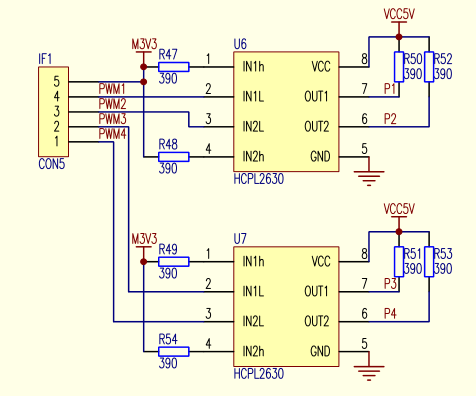 VCC5V
M3V3
R47
390
1
U6
IN1h
VCC
8
R50
390
R52
390
IF1
5
4
3
2
1
CON5
PWM1
PWM2
PWM3
PWM4
2
IN1L
OUT1
7
P1
3
IN2L
OUT2
6
P2
R48
390
4
IN2h
GND
5
HCPL2630
VCC5V
M3V3
R49
390
1
U7
IN1h
VCC
8
R51
390
R53
390
2
IN1L
OUT1
7
P3
3
IN2L
OUT2
6
P4
R54
390
4
IN2h
GND
5
HCPL2630